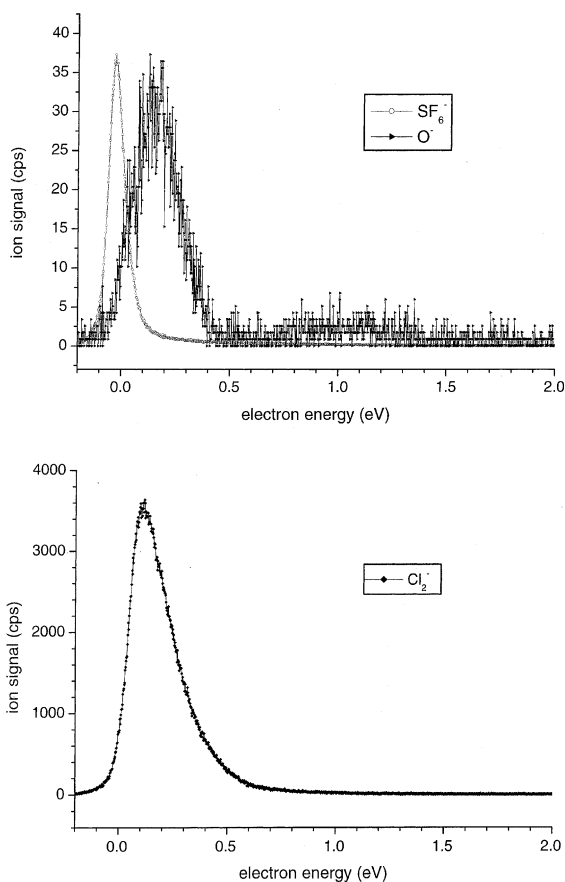 40
35
30
25
20
15
10
5
0
ion signal (cps)
SF₆⁻
O⁻
0.0 0.5 1.0 1.5 2.0
electron energy (eV)
4000
3000
2000
1000
0
ion signal (cps)
Cl₂⁻
0.0 0.5 1.0 1.5 2.0
electron energy (eV)